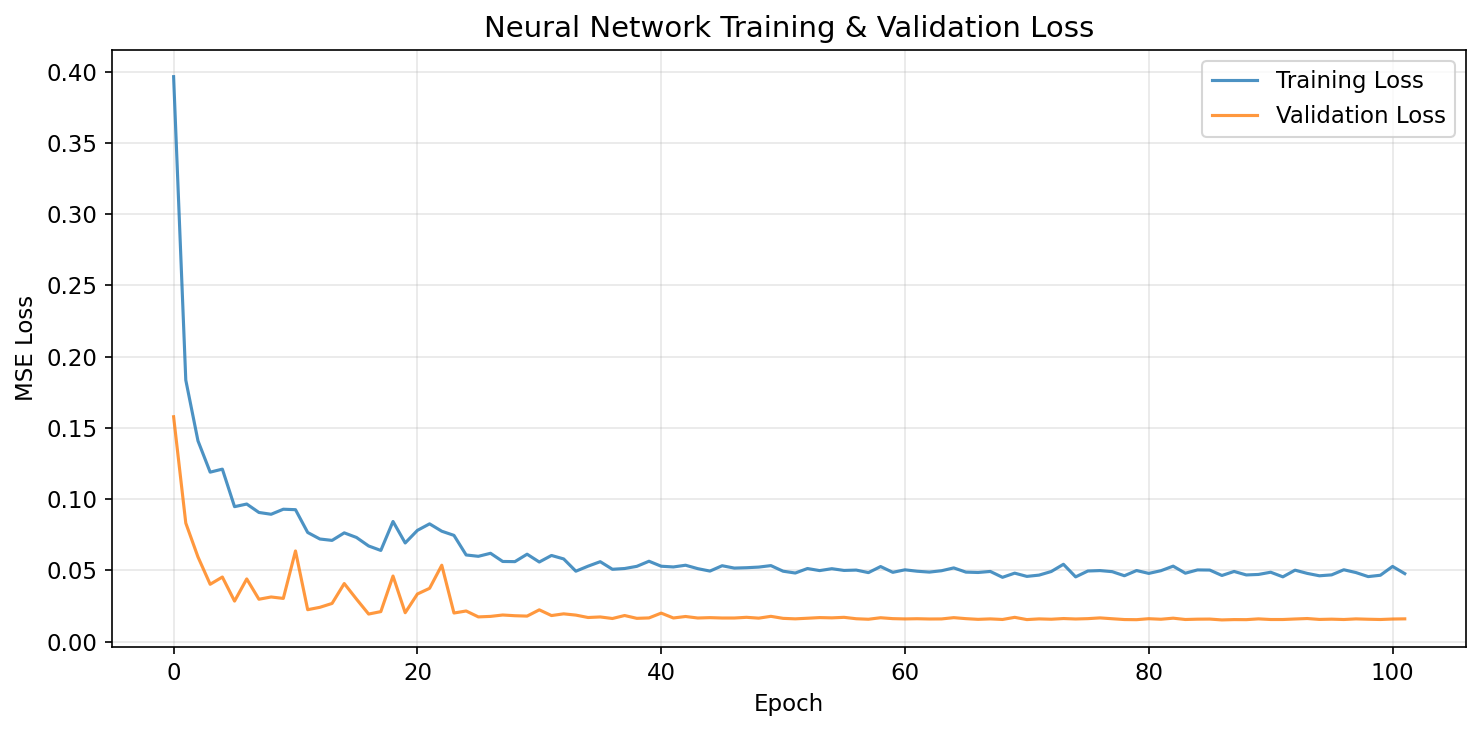 Neural Network Training & Validation Loss
Training Loss
Validation Loss
MSE Loss
0.40
0.35
0.30
0.25
0.20
0.15
0.10
0.05
0.00
0 20 40 60 80 100
Epoch